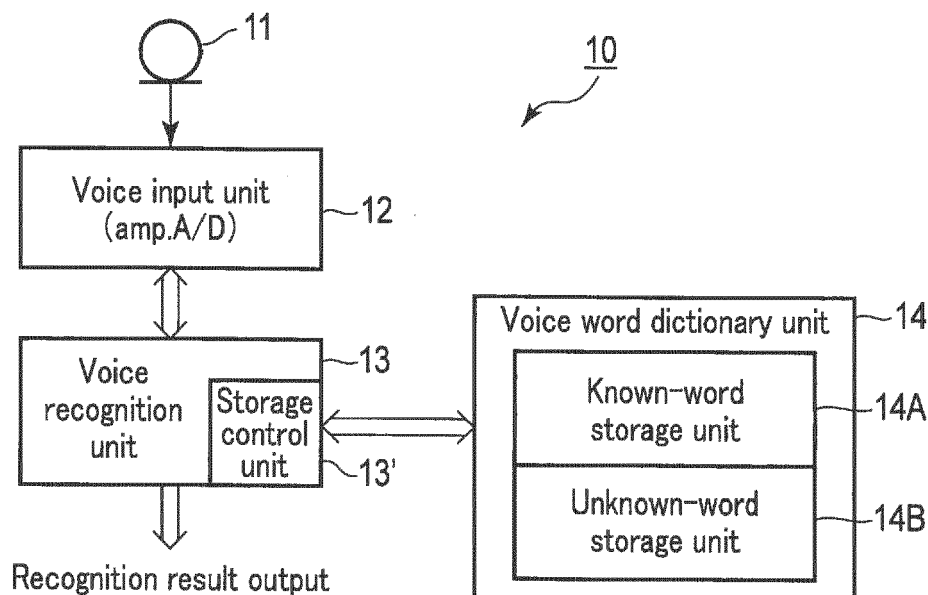 11
10
Voice input unit
(amp.A/D)
12
Voice word dictionary unit
14
13
Voice
recognition
unit
Storage
control
unit
13'
Known-word
storage unit
14A
Unknown-word
storage unit
14B
Recognition result output